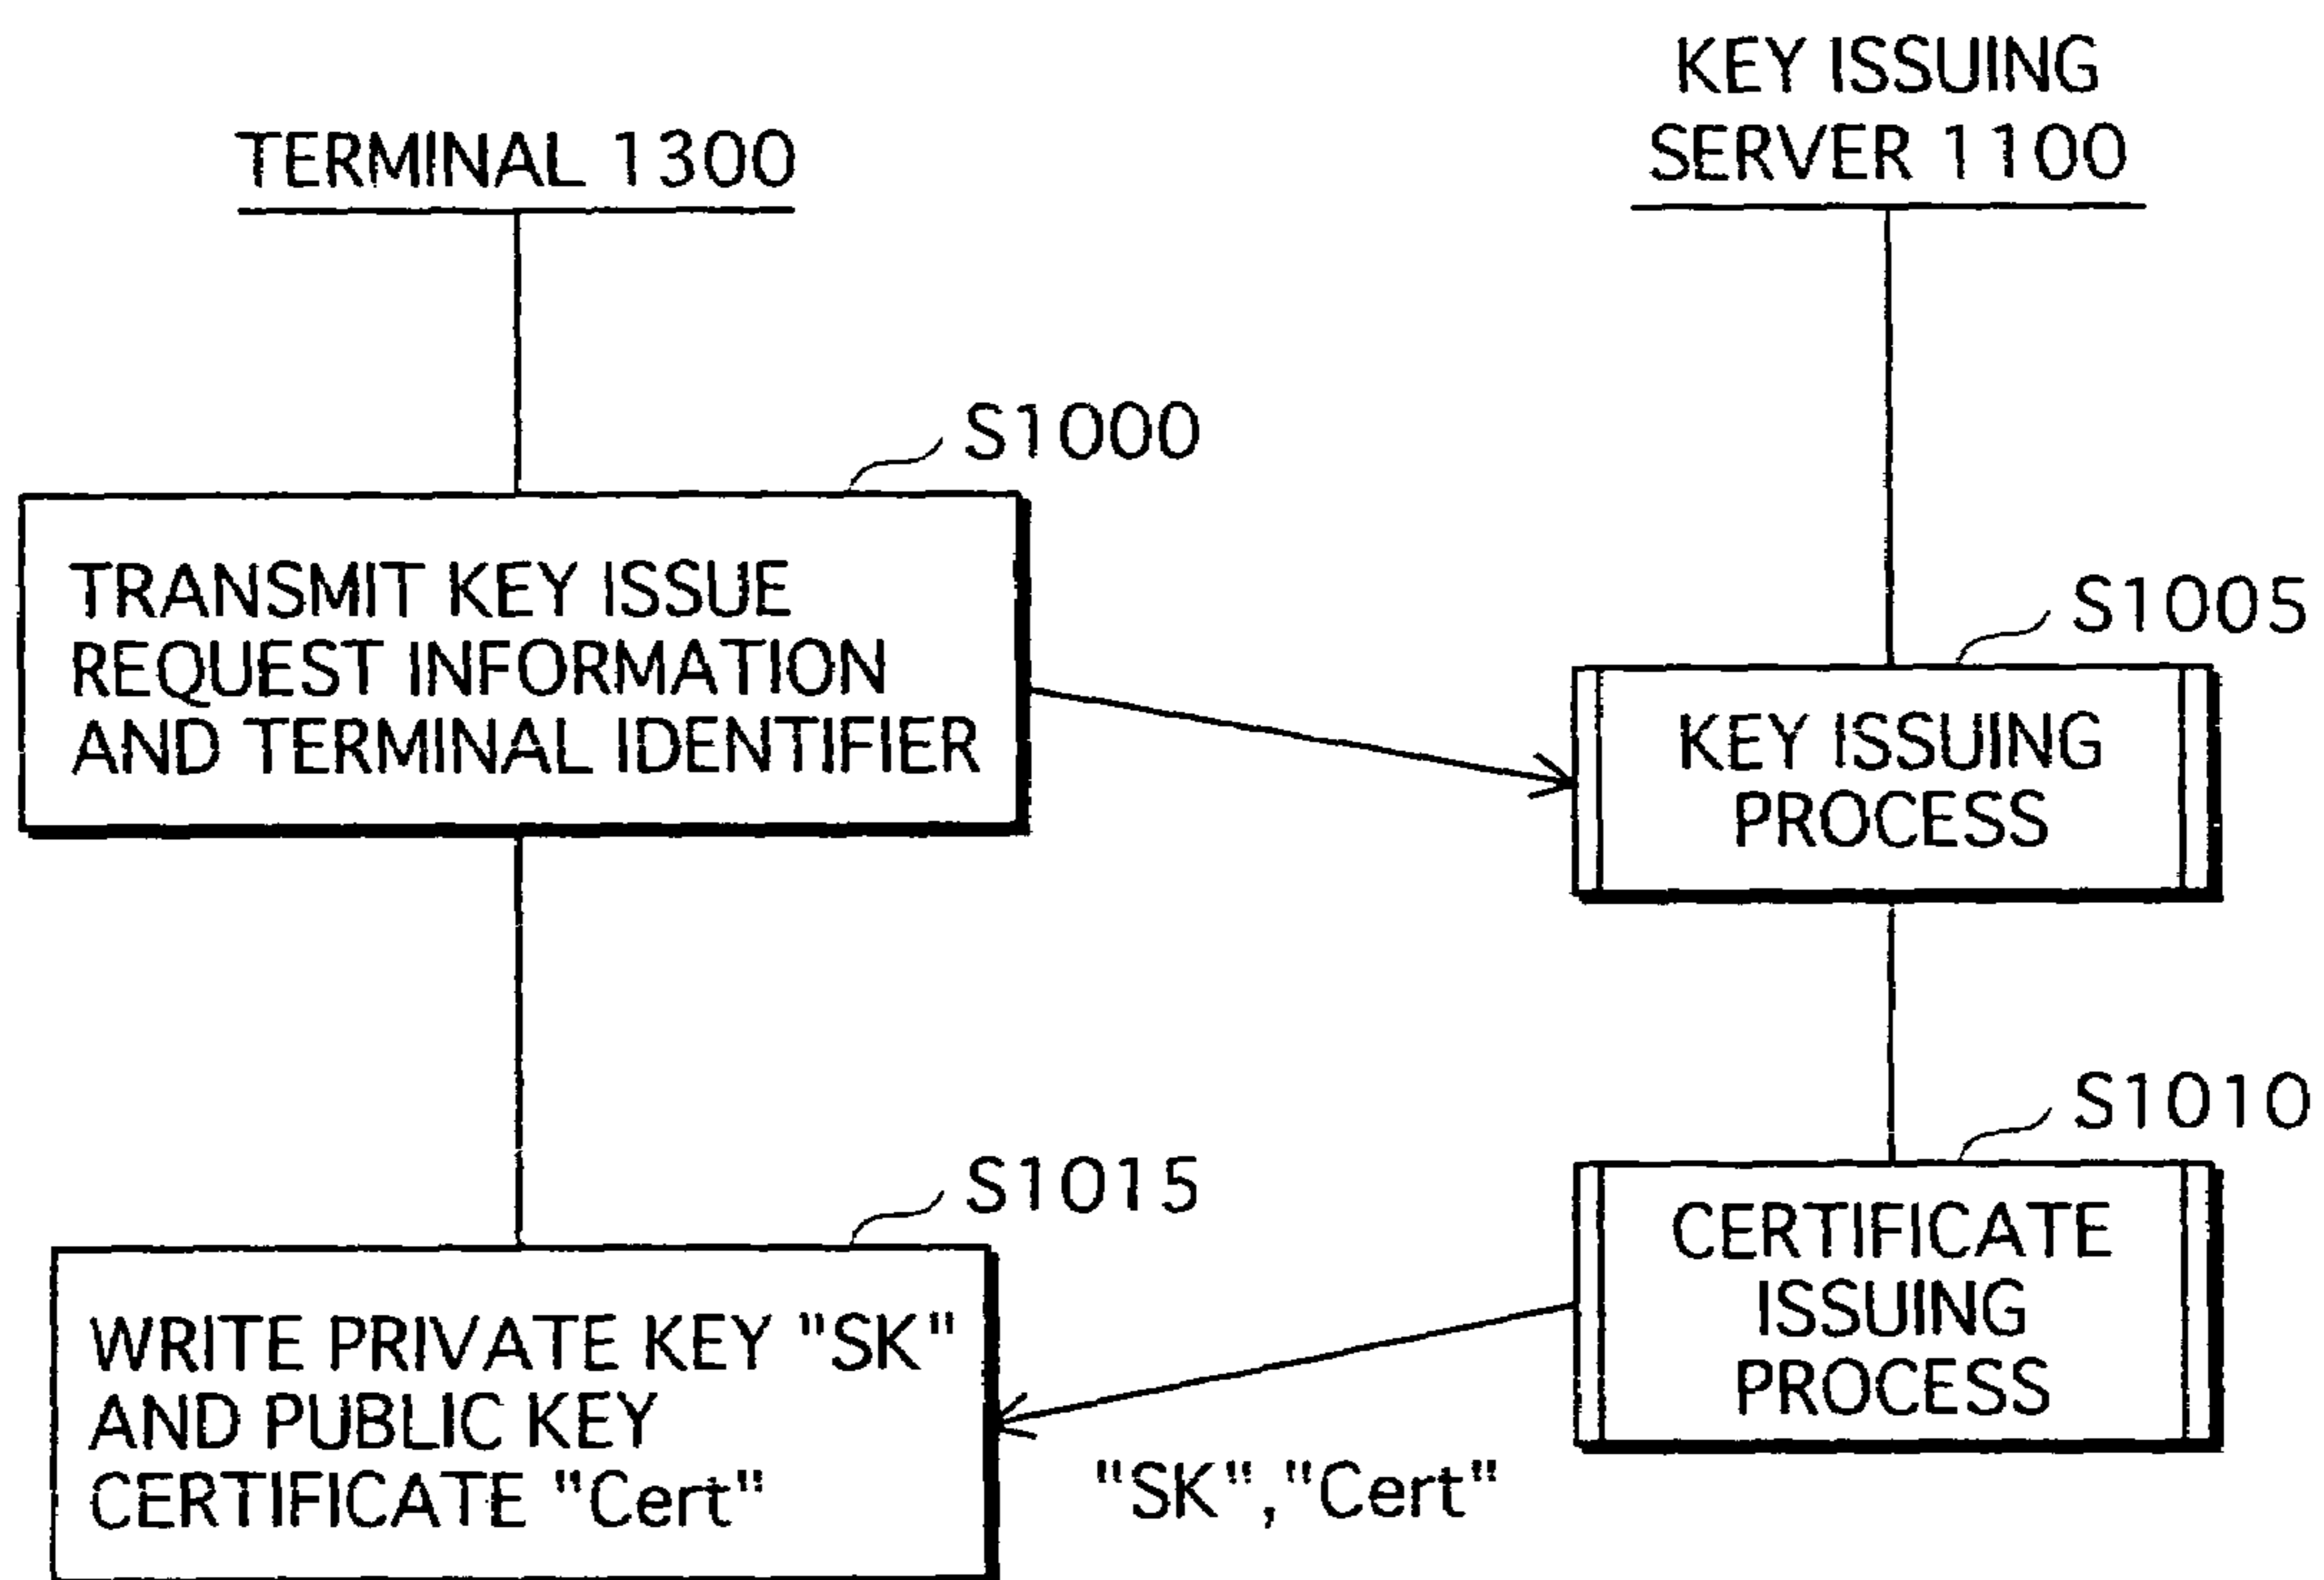 KEY ISSUING
SERVER 1100
TERMINAL 1300
S1000
TRANSMIT KEY ISSUE
REQUEST INFORMATION
AND TERMINAL IDENTIFIER
S1005
KEY ISSUING
PROCESS
S1010
CERTIFICATE
ISSUING
PROCESS
S1015
WRITE PRIVATE KEY "SK"
AND PUBLIC KEY
CERTIFICATE "Cert"
"SK","Cert"